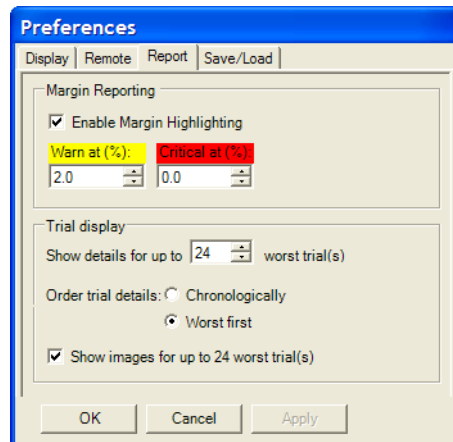 Preferences
Display Remote Report Save/Load
Margin Reporting
Enable Margin Highlighting
Warn at (%): Critical at (%):
2.0 0.0
Trial display
Show details for up to 24 worst trial(s)
Order trial details: Chronologically
Worst first
Show images for up to 24 worst trial(s)
OK Cancel Apply